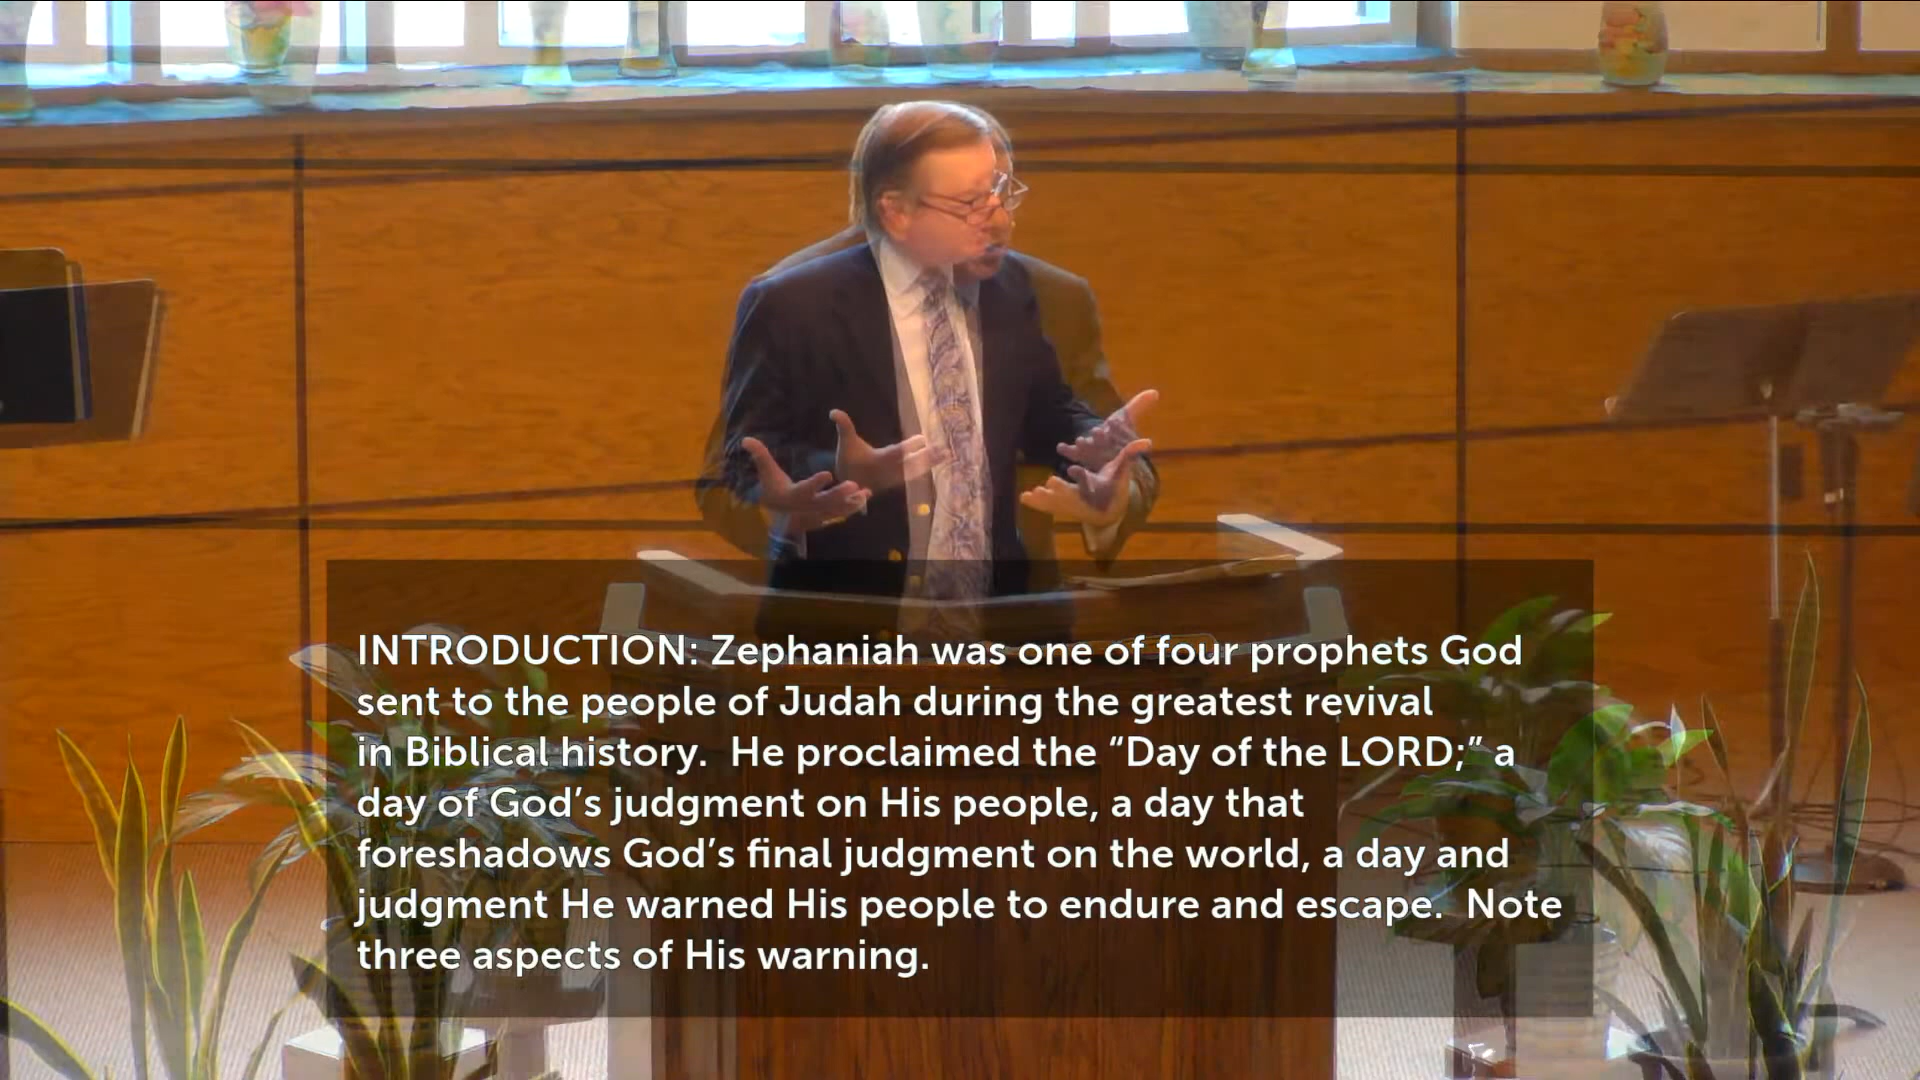 INTRODUCTION: Zephaniah was one of four prophets God
sent to the people of Judah during the greatest revival
in Biblical history.  He proclaimed the “Day of the LORD;” a
day of God’s judgment on His people, a day that
foreshadows God’s final judgment on the world, a day and
judgment He warned His people to endure and escape.  Note
three aspects of His warning.